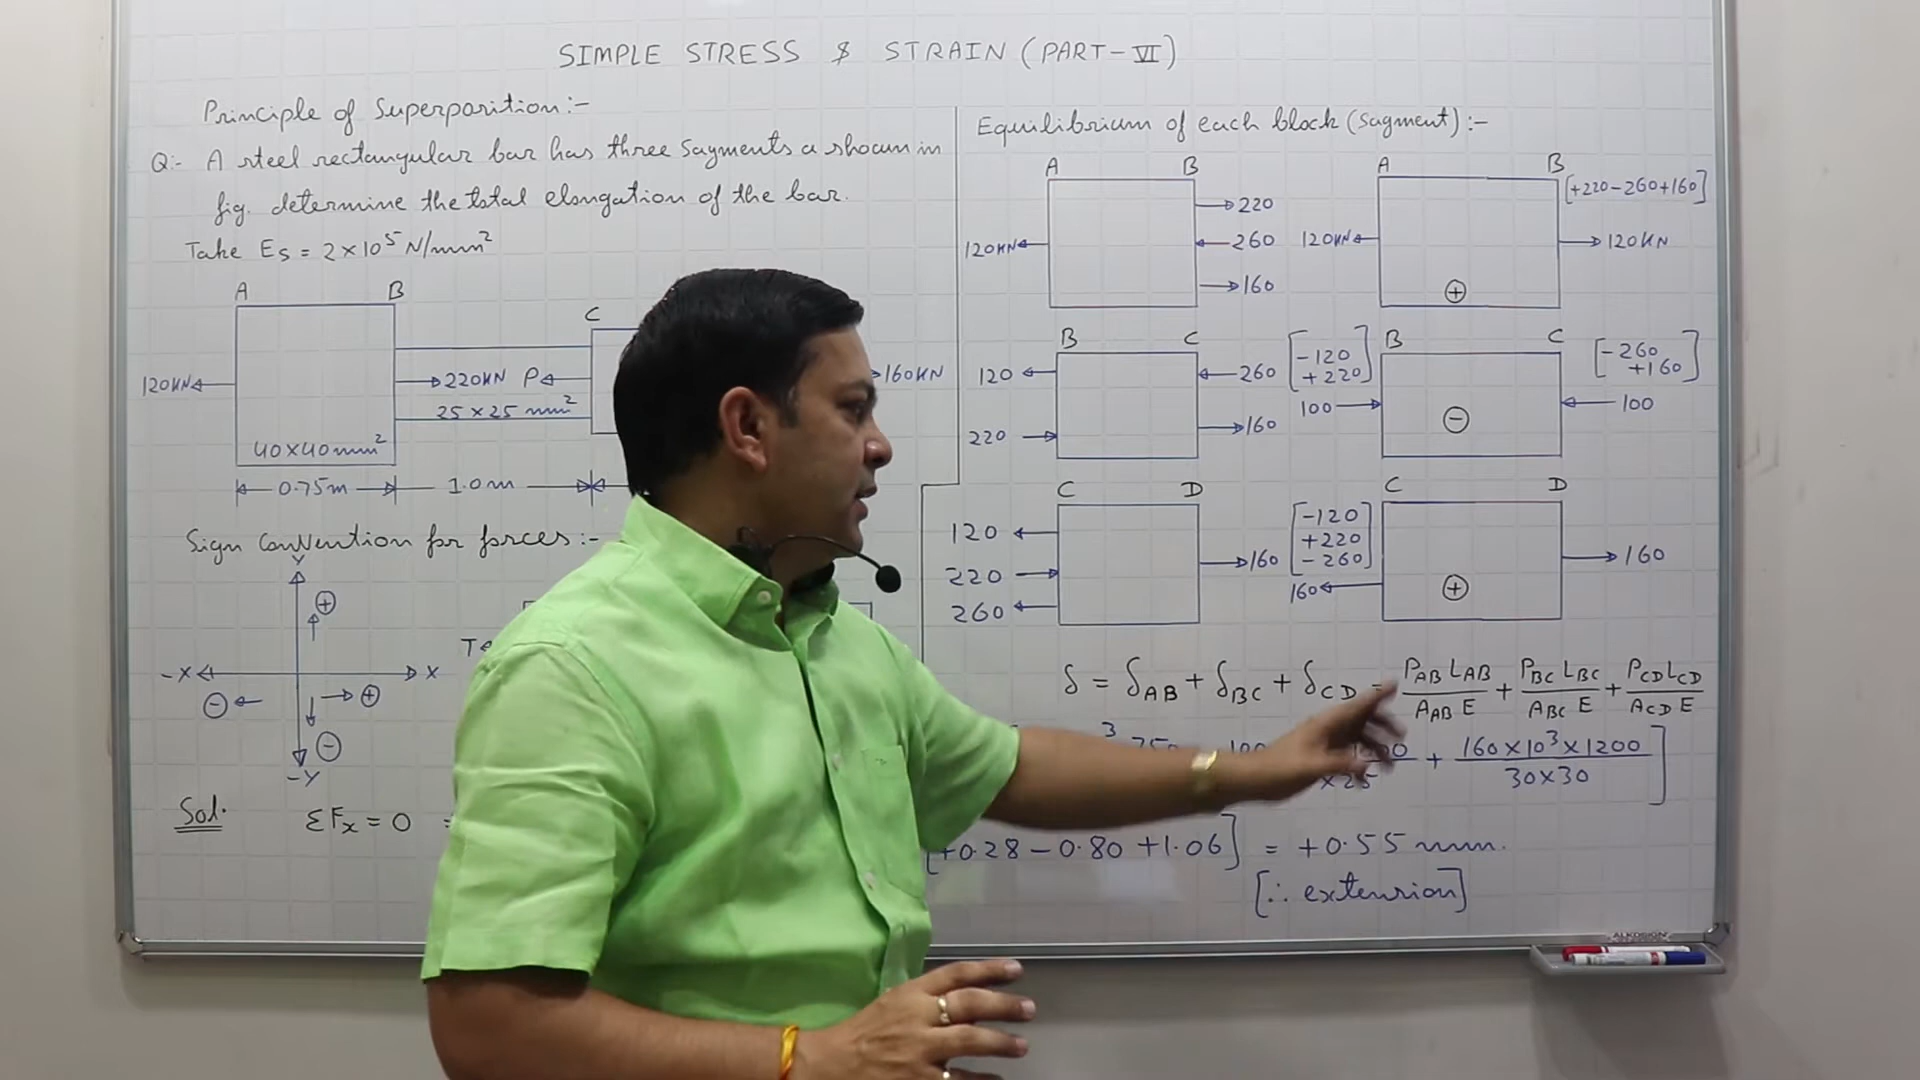 SIMPLE STRESS & STRAIN (PART-VI)
Principle of Superposition:-
Q:- A steel rectangular bar has three sagments a shown in
fig. determine the total elongation of the bar.
Take Es = 2×10⁵ N/mm²
A B C
120KN 220KN P 160KN
25×25 mm²
40×40mm²
0.75m 1.0m
Sign Convention for forces:-
Y
+
-X X
- +
-
-Y
Sol. ΣFx = 0
Equilibrium of each block (sagment):-
A B A B [+220-260+160]
220
120KN 260 120KN 120KN
160 +
B C B C
120 260 [-120 +220] [-260 +160]
100 100
220 160 -
C D C D
120 [-120 +220 -260]
220 160 160
260 160 +
δ = δAB + δBC + δCD = PAB LAB / AAB E + PBC LBC / ABC E + PCD LCD / ACD E
+ 160×10³×1200 / 30×30 ]
[+0.28 - 0.80 + 1.06] = +0.55 mm.
[∴ extension]